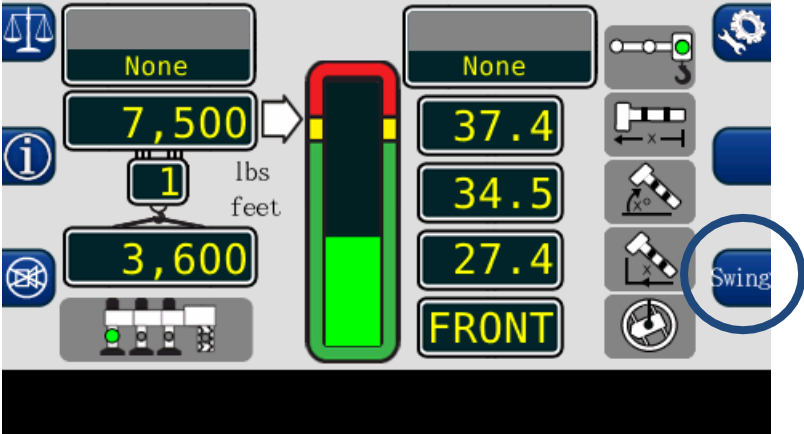 None
7,500
1
lbs
feet
3,600
None
37.4
34.5
27.4
FRONT
x
x°
x
Swing